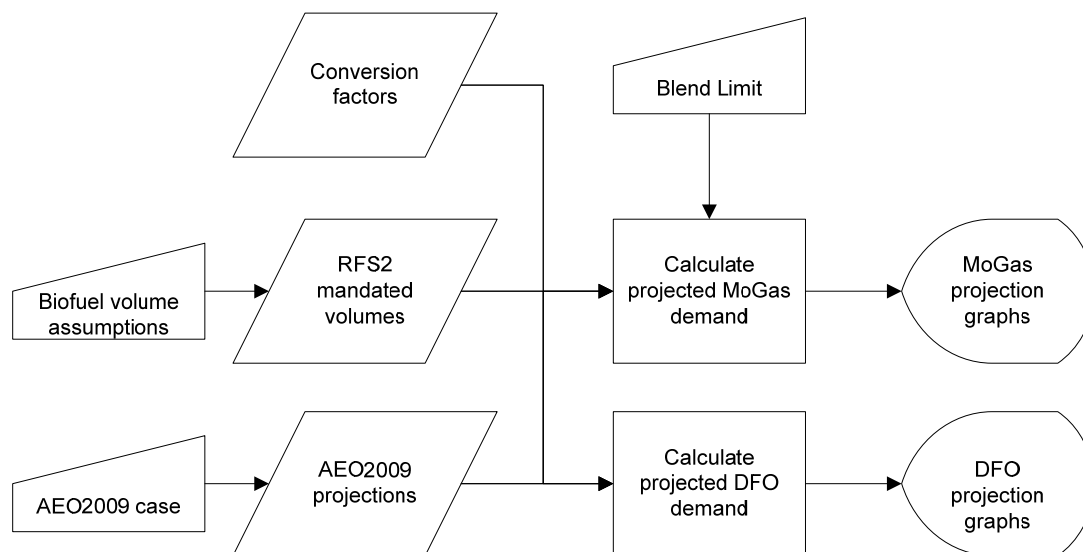 Conversion
factors
Blend Limit
Biofuel volume
assumptions
RFS2
mandated
volumes
Calculate
projected MoGas
demand
MoGas
projection
graphs
AEO2009 case
AEO2009
projections
Calculate
projected DFO
demand
DFO
projection
graphs